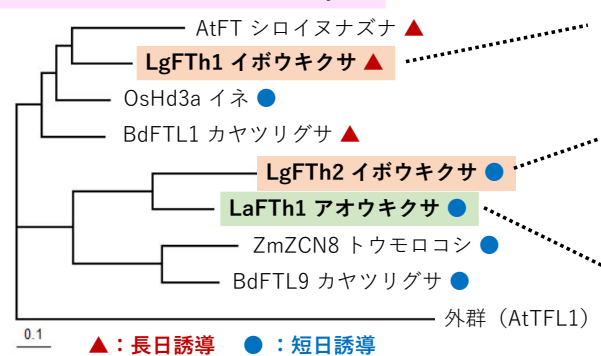 AtFT シロイヌナズナ ▲
LgFTh1 イボウキクサ ▲
OsHd3a イネ ●
BdFTL1 カヤツリグサ ▲
LgFTh2 イボウキクサ ●
LaFTh1 アオウキクサ ●
ZmZCN8 トウモロコシ ●
BdFTL9 カヤツリグサ ●
外群（AtTFL1）
0.1
▲：長日誘導 ●：短日誘導